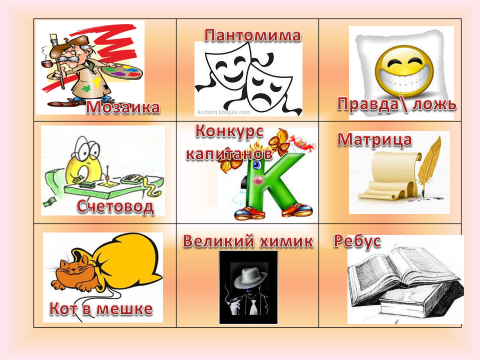 Мозаика
Пантомима
Правда\ ложь
Счетовод
Конкурс
капитанов
Матрица
Кот в мешке
Великий химик
Ребус